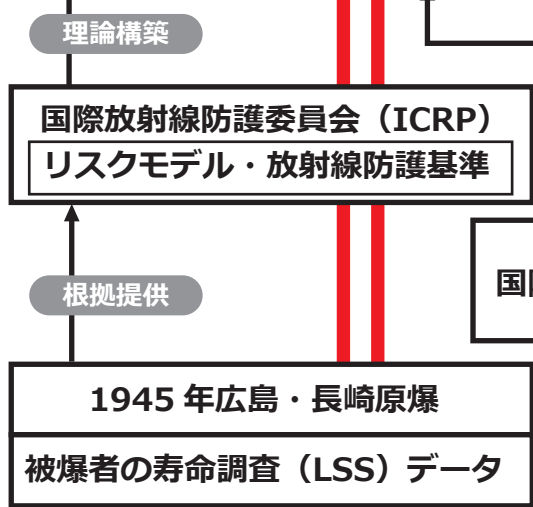 理論構築
国際放射線防護委員会（ICRP）
リスクモデル・放射線防護基準
根拠提供
国
1945 年広島・長崎原爆
被爆者の寿命調査（LSS）データ